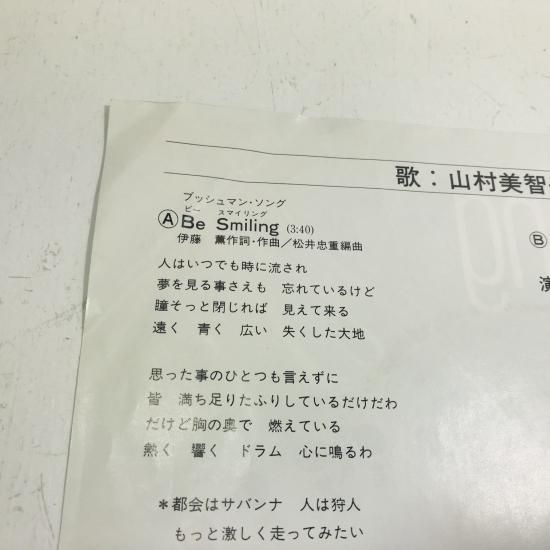 歌：山村美智
ブッシュマン・ソング
ビー スマイリング
Ⓐ Be Smiling (3:40)
伊藤 薫作詞・作曲／松井忠重編曲
Ⓑ
演
人はいつでも時に流され
夢を見る事さえも 忘れているけど
瞳そっと閉じれば 見えて来る
遠く 青く 広い 失くした大地
思った事のひとつも言えずに
皆 満ち足りたふりしているだけだわ
だけど胸の奥で 燃えている
熱く 響く ドラム 心に鳴るわ
＊都会はサバンナ 人は狩人
もっと激しく走ってみたい